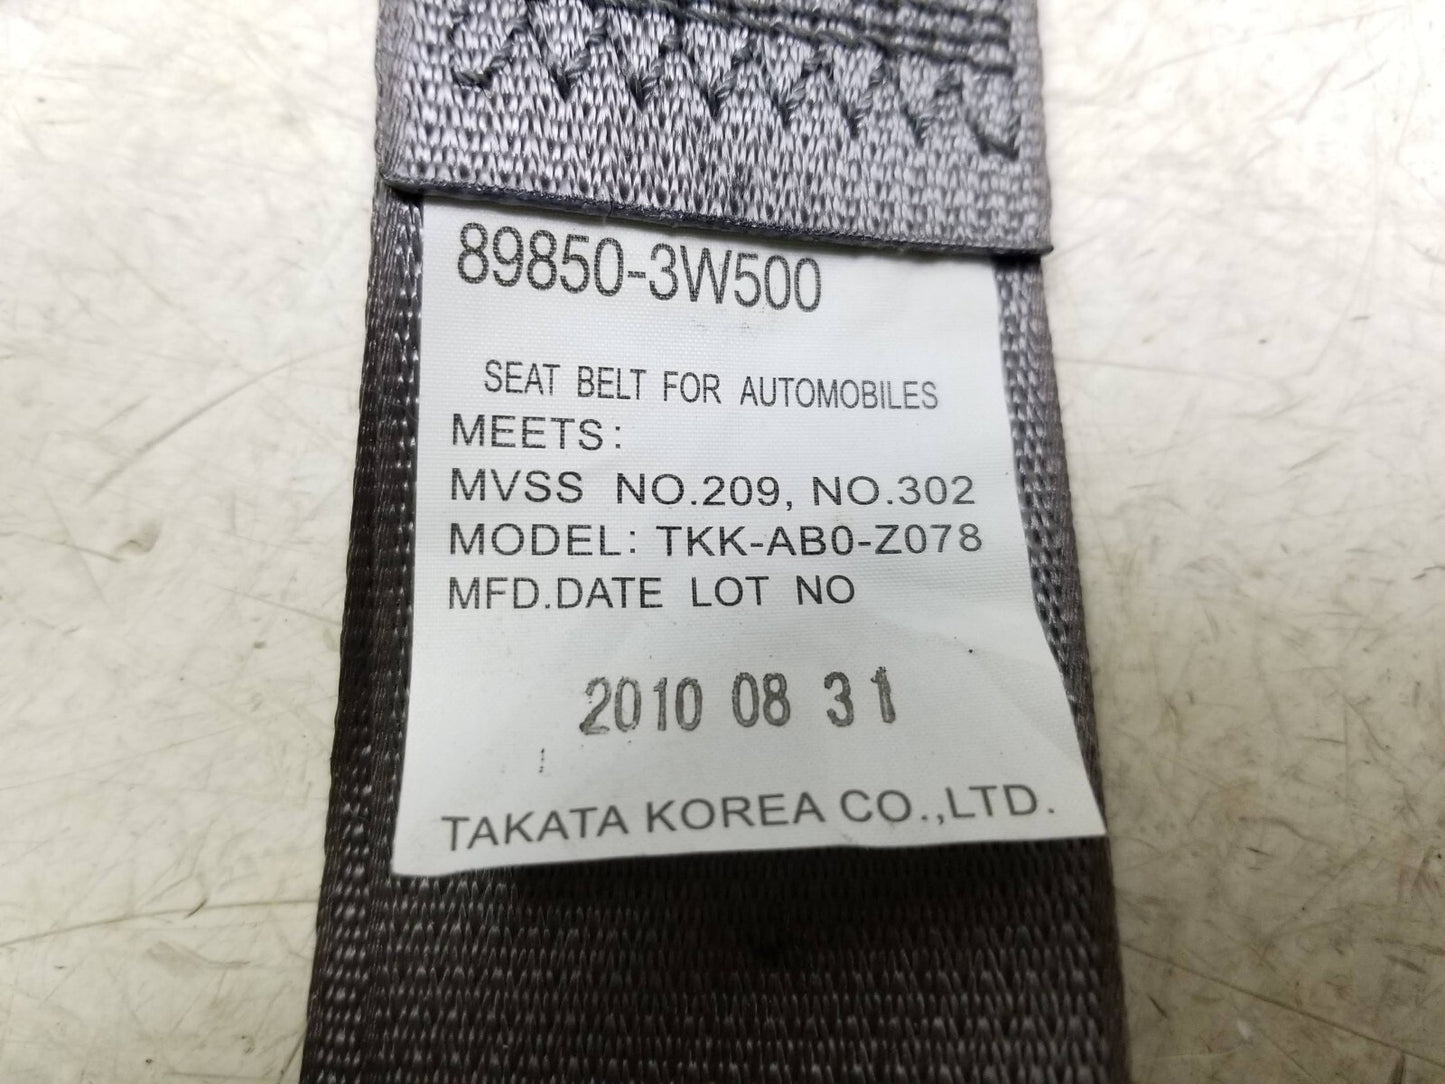 89850-3W500
SEAT BELT FOR AUTOMOBILES
MEETS:
MVSS NO.209, NO.302
MODEL: TKK-AB0-Z078
MFD.DATE LOT NO
2010 08 31
TAKATA KOREA CO.,LTD.